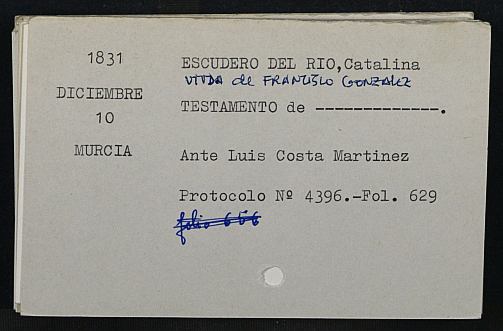 1831
ESCUDERO DEL RIO,Catalina
VIUDA de FRANCISCO GONZALEZ
DICIEMBRE
TESTAMENTO de -------------.
10
MURCIA
Ante Luis Costa Martinez
Protocolo Nº 4396.-Fol. 629
folio 656